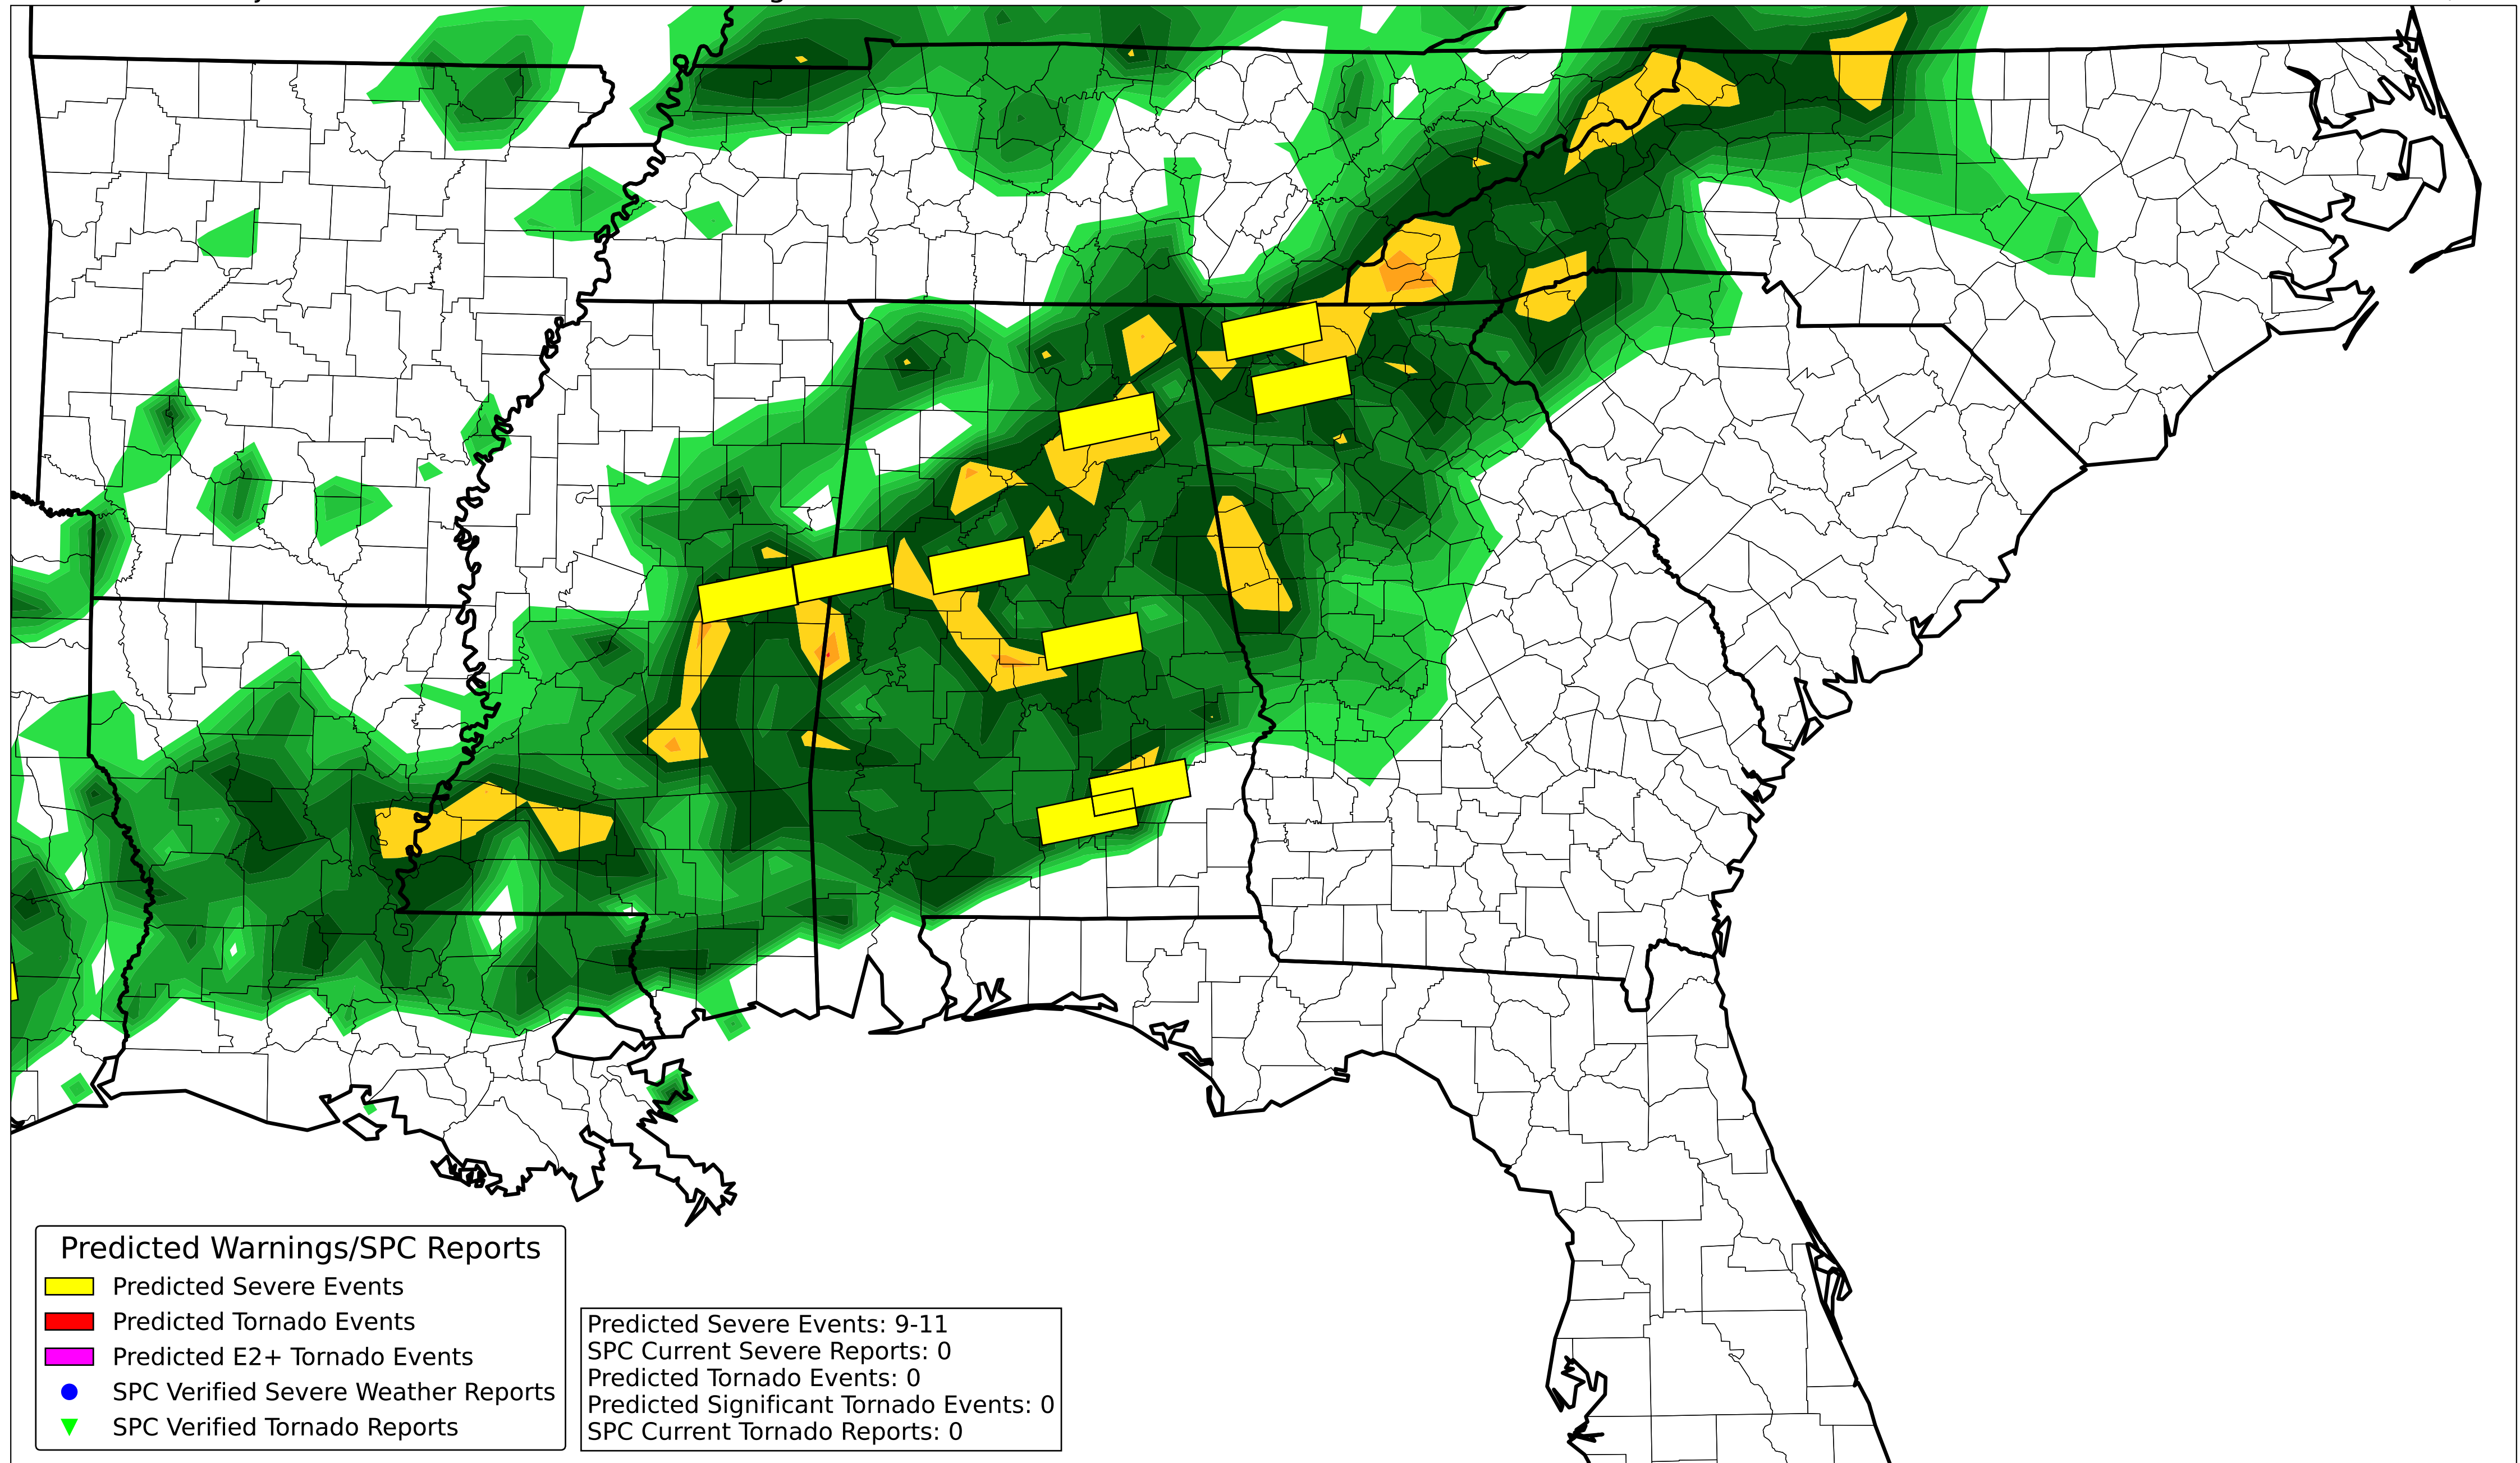 Predicted Warnings/SPC Reports
Predicted Severe Events
Predicted Tornado Events
Predicted E2+ Tornado Events
SPC Verified Severe Weather Reports
SPC Verified Tornado Reports
Predicted Severe Events: 9-11
SPC Current Severe Reports: 0
Predicted Tornado Events: 0
Predicted Significant Tornado Events: 0
SPC Current Tornado Reports: 0